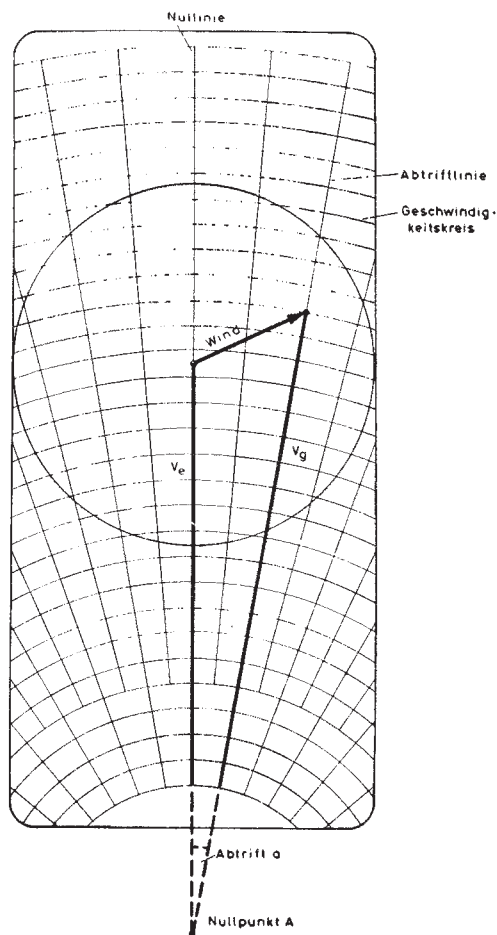 Nullinie
Abtriftlinie
Geschwindig-
keitskreis
Wind
Ve
Vg
Abtrift a
Nullpunkt A